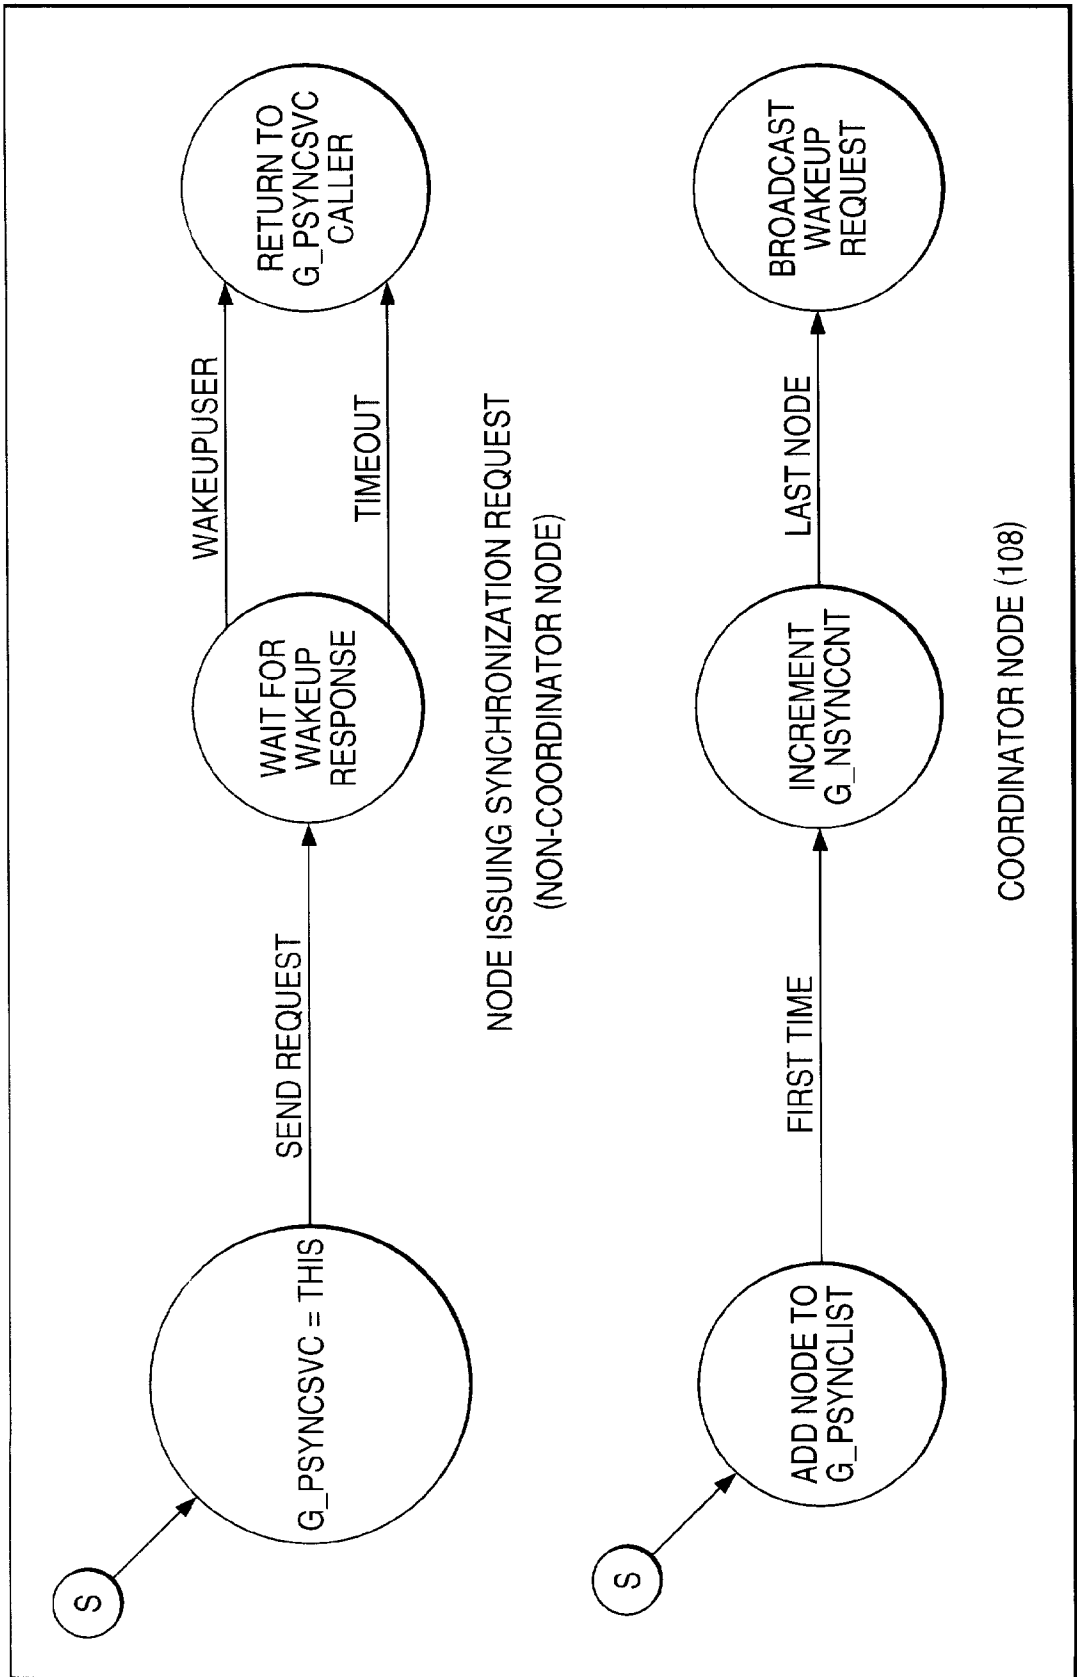 S
G_PSYNCSVC = THIS
SEND REQUEST
WAIT FOR
WAKEUP
RESPONSE
WAKEUPUSER
TIMEOUT
RETURN TO
G_PSYNCSVC
CALLER
NODE ISSUING SYNCHRONIZATION REQUEST
(NON-COORDINATOR NODE)
S
ADD NODE TO
G_PSYNCLIST
FIRST TIME
INCREMENT
G_NSYNCCNT
LAST NODE
BROADCAST
WAKEUP
REQUEST
COORDINATOR NODE (108)